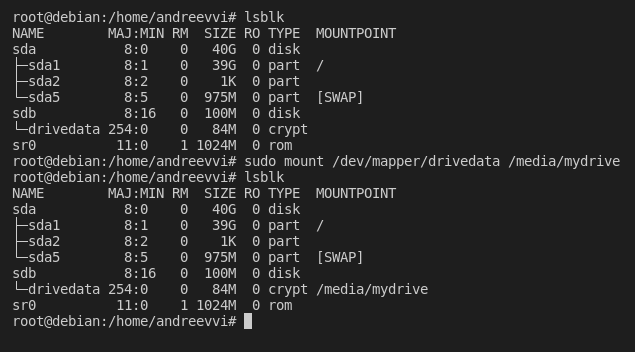 root@debian:/home/andreevvi# lsblk
NAME        MAJ:MIN RM  SIZE RO TYPE  MOUNTPOINT
sda           8:0    0   40G  0 disk
├─sda1        8:1    0   39G  0 part  /
├─sda2        8:2    0    1K  0 part
└─sda5        8:5    0  975M  0 part  [SWAP]
sdb           8:16   0  100M  0 disk
└─drivedata 254:0    0   84M  0 crypt
sr0          11:0    1 1024M  0 rom
root@debian:/home/andreevvi# sudo mount /dev/mapper/drivedata /media/mydrive
root@debian:/home/andreevvi# lsblk
NAME        MAJ:MIN RM  SIZE RO TYPE  MOUNTPOINT
sda           8:0    0   40G  0 disk
├─sda1        8:1    0   39G  0 part  /
├─sda2        8:2    0    1K  0 part
└─sda5        8:5    0  975M  0 part  [SWAP]
sdb           8:16   0  100M  0 disk
└─drivedata 254:0    0   84M  0 crypt /media/mydrive
sr0          11:0    1 1024M  0 rom
root@debian:/home/andreevvi#